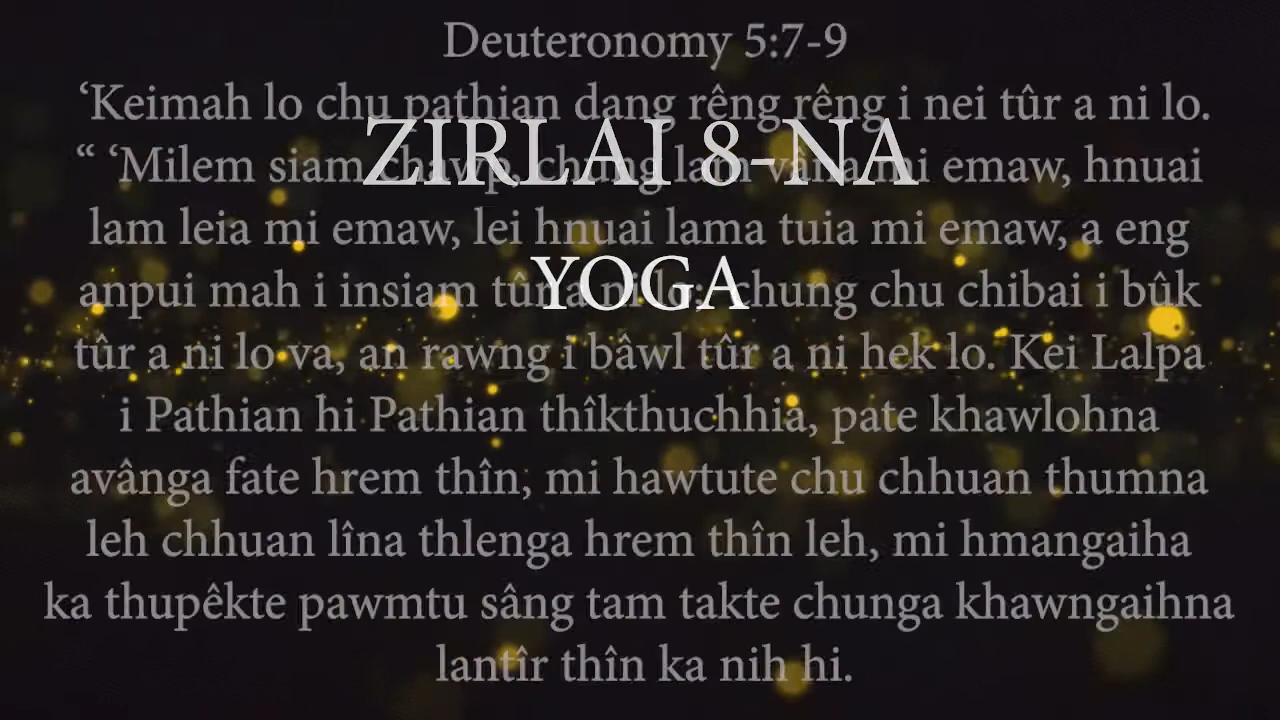 Deuteronomy 5:7-9
‘Keimah lo chu pathian dang rêng rêng i nei tûr a ni lo.
ZIRLAI 8-NA
“ ‘Milem siam chawp, chung lam vâna mi emaw, hnuai
lam leia mi emaw, lei hnuai lama tuia mi emaw, a eng
YOGA
anpui mah i insiam tûr a ni lo; chung chu chibai i bûk
tûr a ni lo va, an rawng i bâwl tûr a ni hek lo. Kei Lalpa
i Pathian hi Pathian thîkthuchhia, pate khawlohna
avânga fate hrem thîn; mi hawtute chu chhuan thumna
leh chhuan lîna thlenga hrem thîn leh, mi hmangaiha
ka thupêkte pawmtu sâng tam takte chunga khawngaihna
lantîr thîn ka nih hi.